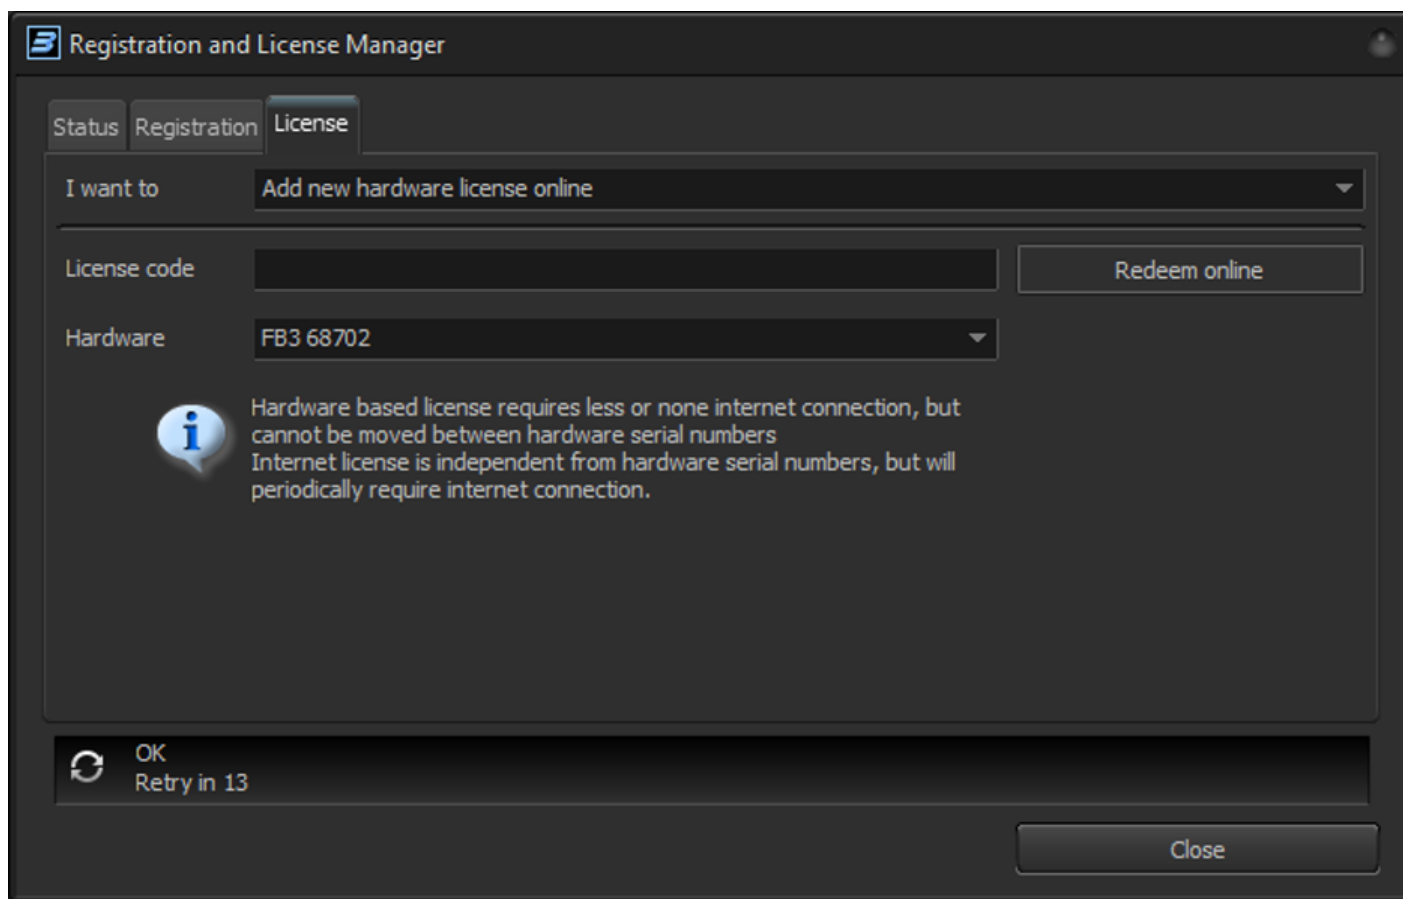 Registration and License Manager
Status Registration License
I want to Add new hardware license online
License code Redeem online
Hardware FB3 68702
Hardware based license requires less or none internet connection, but
cannot be moved between hardware serial numbers
Internet license is independent from hardware serial numbers, but will
periodically require internet connection.
OK
Retry in 13
Close